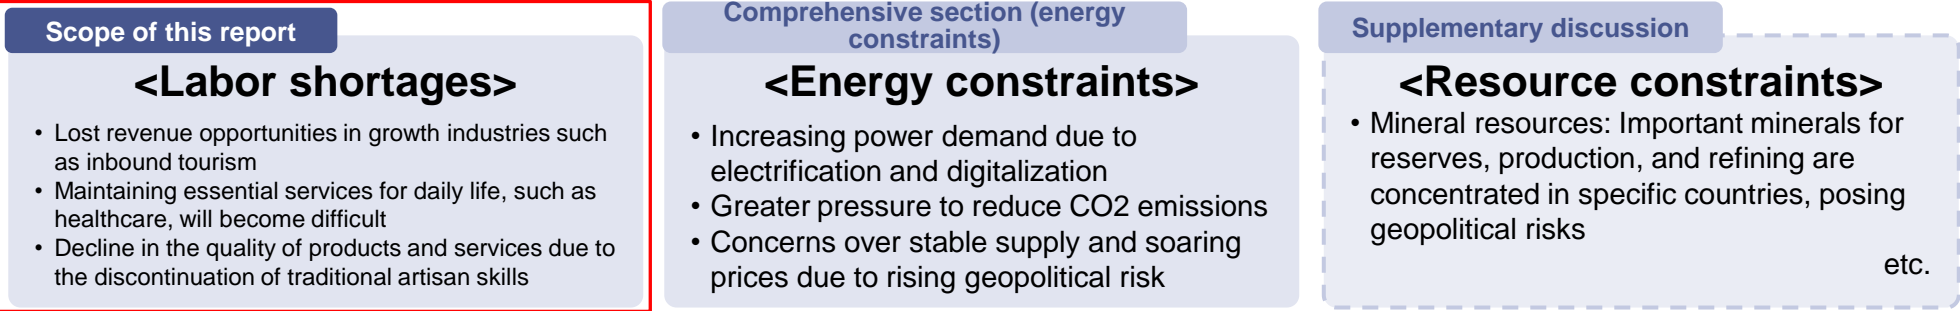 Scope of this report
<Labor shortages>
• Lost revenue opportunities in growth industries such
as inbound tourism
• Maintaining essential services for daily life, such as
healthcare, will become difficult
• Decline in the quality of products and services due to
the discontinuation of traditional artisan skills
Comprehensive section (energy
constraints)
<Energy constraints>
• Increasing power demand due to
electrification and digitalization
• Greater pressure to reduce CO2 emissions
• Concerns over stable supply and soaring
prices due to rising geopolitical risk
Supplementary discussion
<Resource constraints>
• Mineral resources: Important minerals for
reserves, production, and refining are
concentrated in specific countries, posing
geopolitical risks
etc.